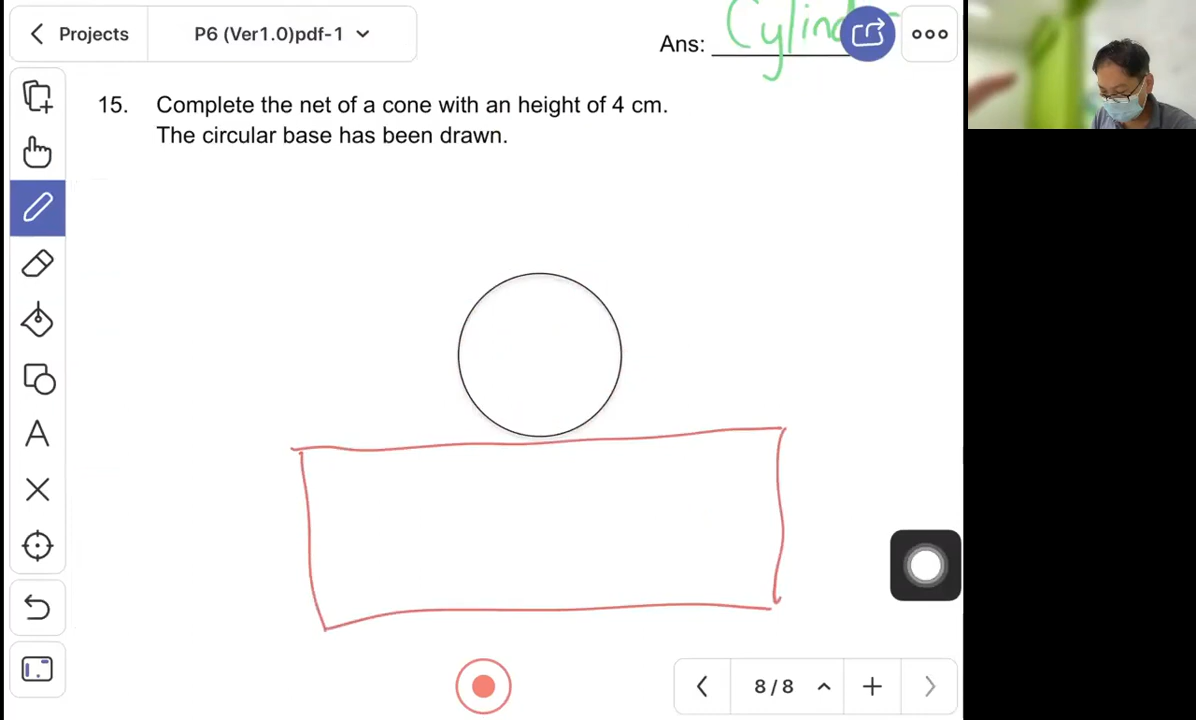 Projects
P6 (Ver1.0)pdf-1
Ans:
15. Complete the net of a cone with an height of 4 cm.
The circular base has been drawn.
A
8 / 8